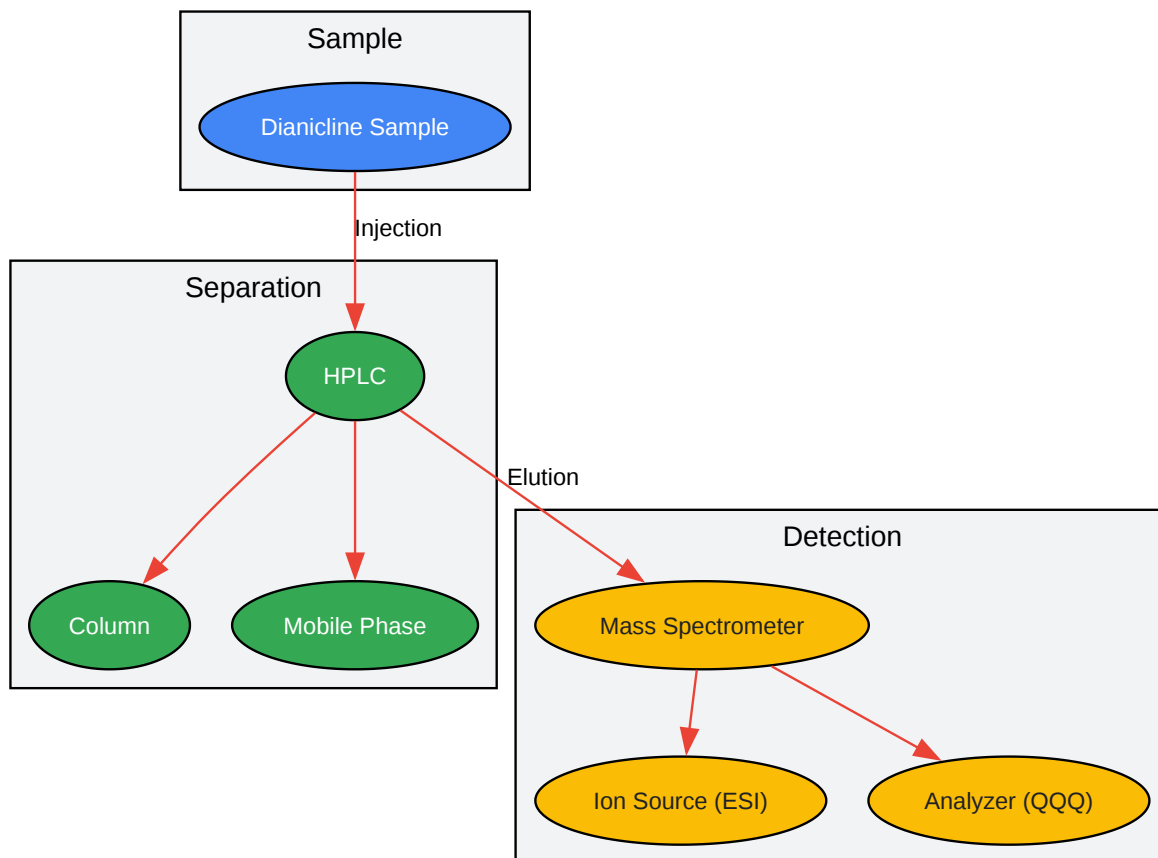 Sample
Dianicline Sample
Injection
Separation
HPLC
Elution
Detection
Column
Mobile Phase
Mass Spectrometer
Ion Source (ESI)
Analyzer (QQQ)